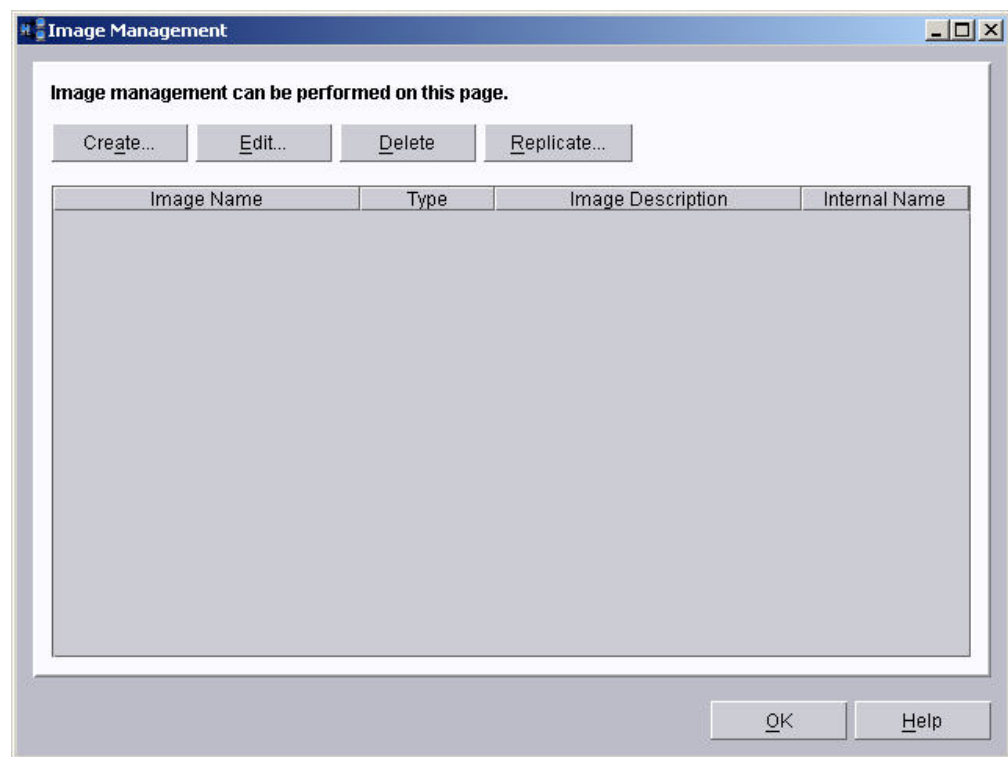 Image Management
Image management can be performed on this page.
Create... Edit... Delete Replicate...
Image Name Type Image Description Internal Name
OK Help